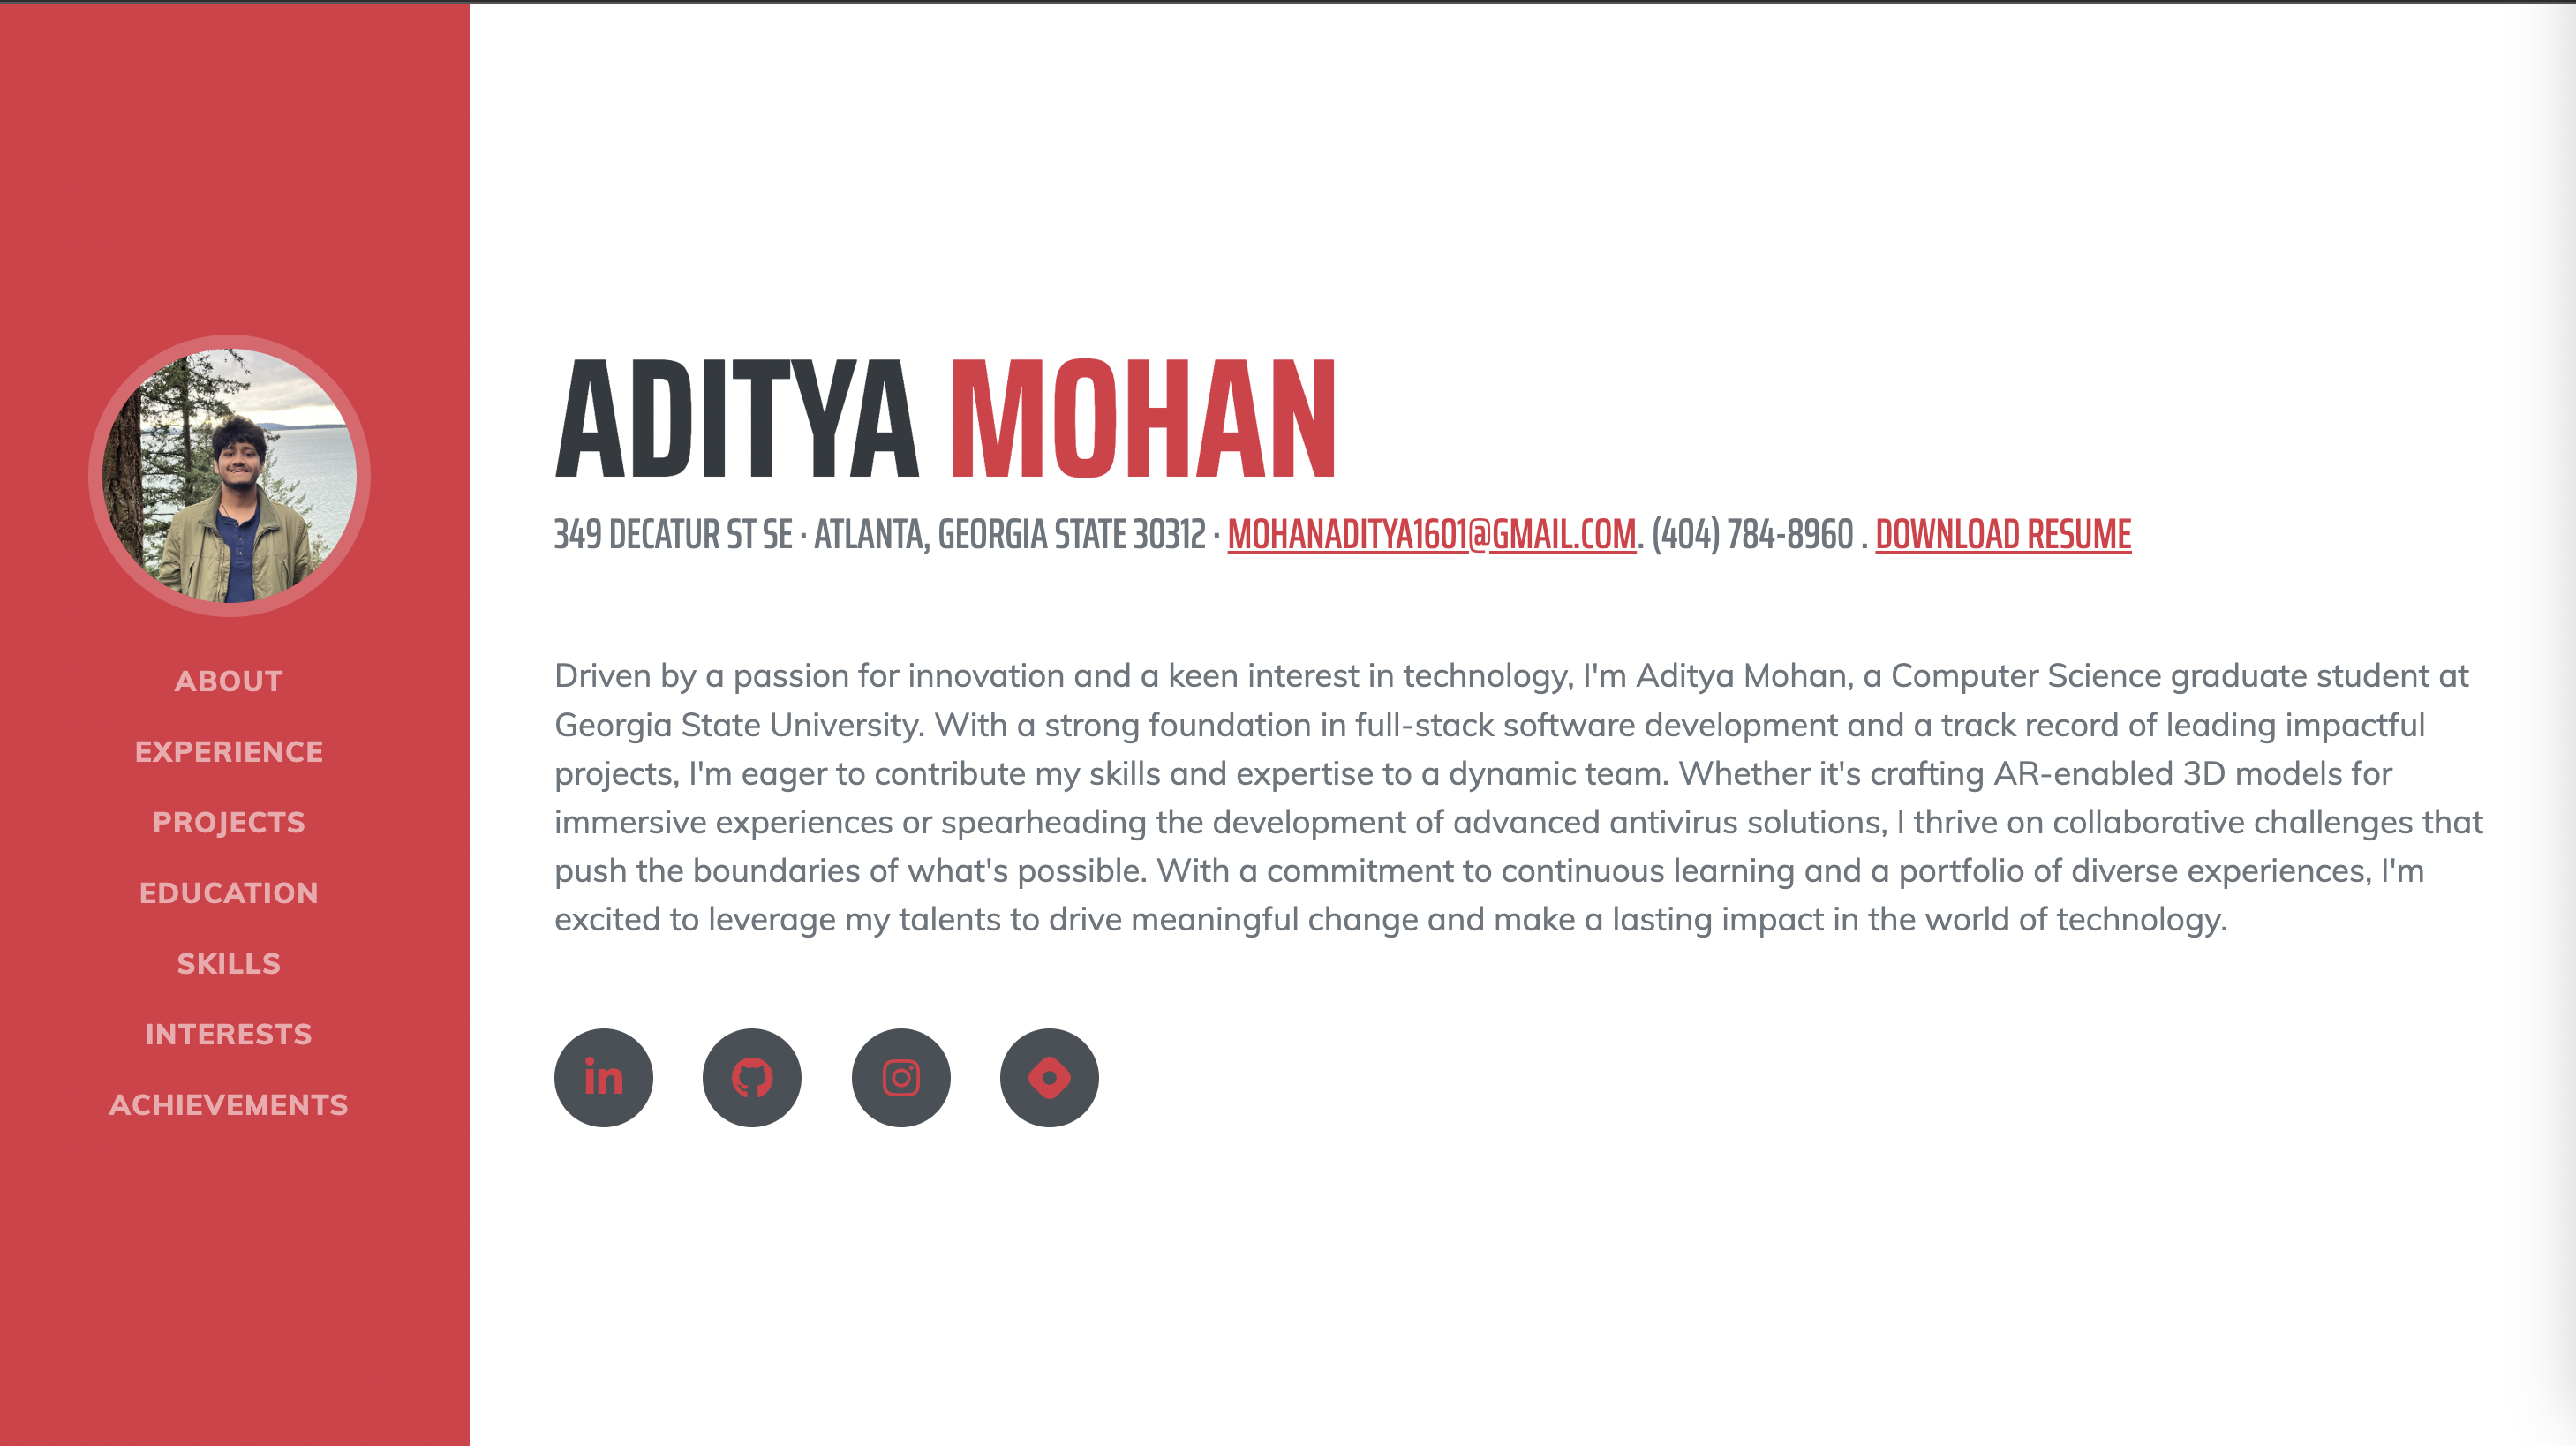 ABOUT
EXPERIENCE
PROJECTS
EDUCATION
SKILLS
INTERESTS
ACHIEVEMENTS
ADITYA MOHAN
349 DECATUR ST SE · ATLANTA, GEORGIA STATE 30312 · MOHANADITYA1601@GMAIL.COM. (404) 784-8960 . DOWNLOAD RESUME
Driven by a passion for innovation and a keen interest in technology, I'm Aditya Mohan, a Computer Science graduate student at
Georgia State University. With a strong foundation in full-stack software development and a track record of leading impactful
projects, I'm eager to contribute my skills and expertise to a dynamic team. Whether it's crafting AR-enabled 3D models for
immersive experiences or spearheading the development of advanced antivirus solutions, I thrive on collaborative challenges that
push the boundaries of what's possible. With a commitment to continuous learning and a portfolio of diverse experiences, I'm
excited to leverage my talents to drive meaningful change and make a lasting impact in the world of technology.
in